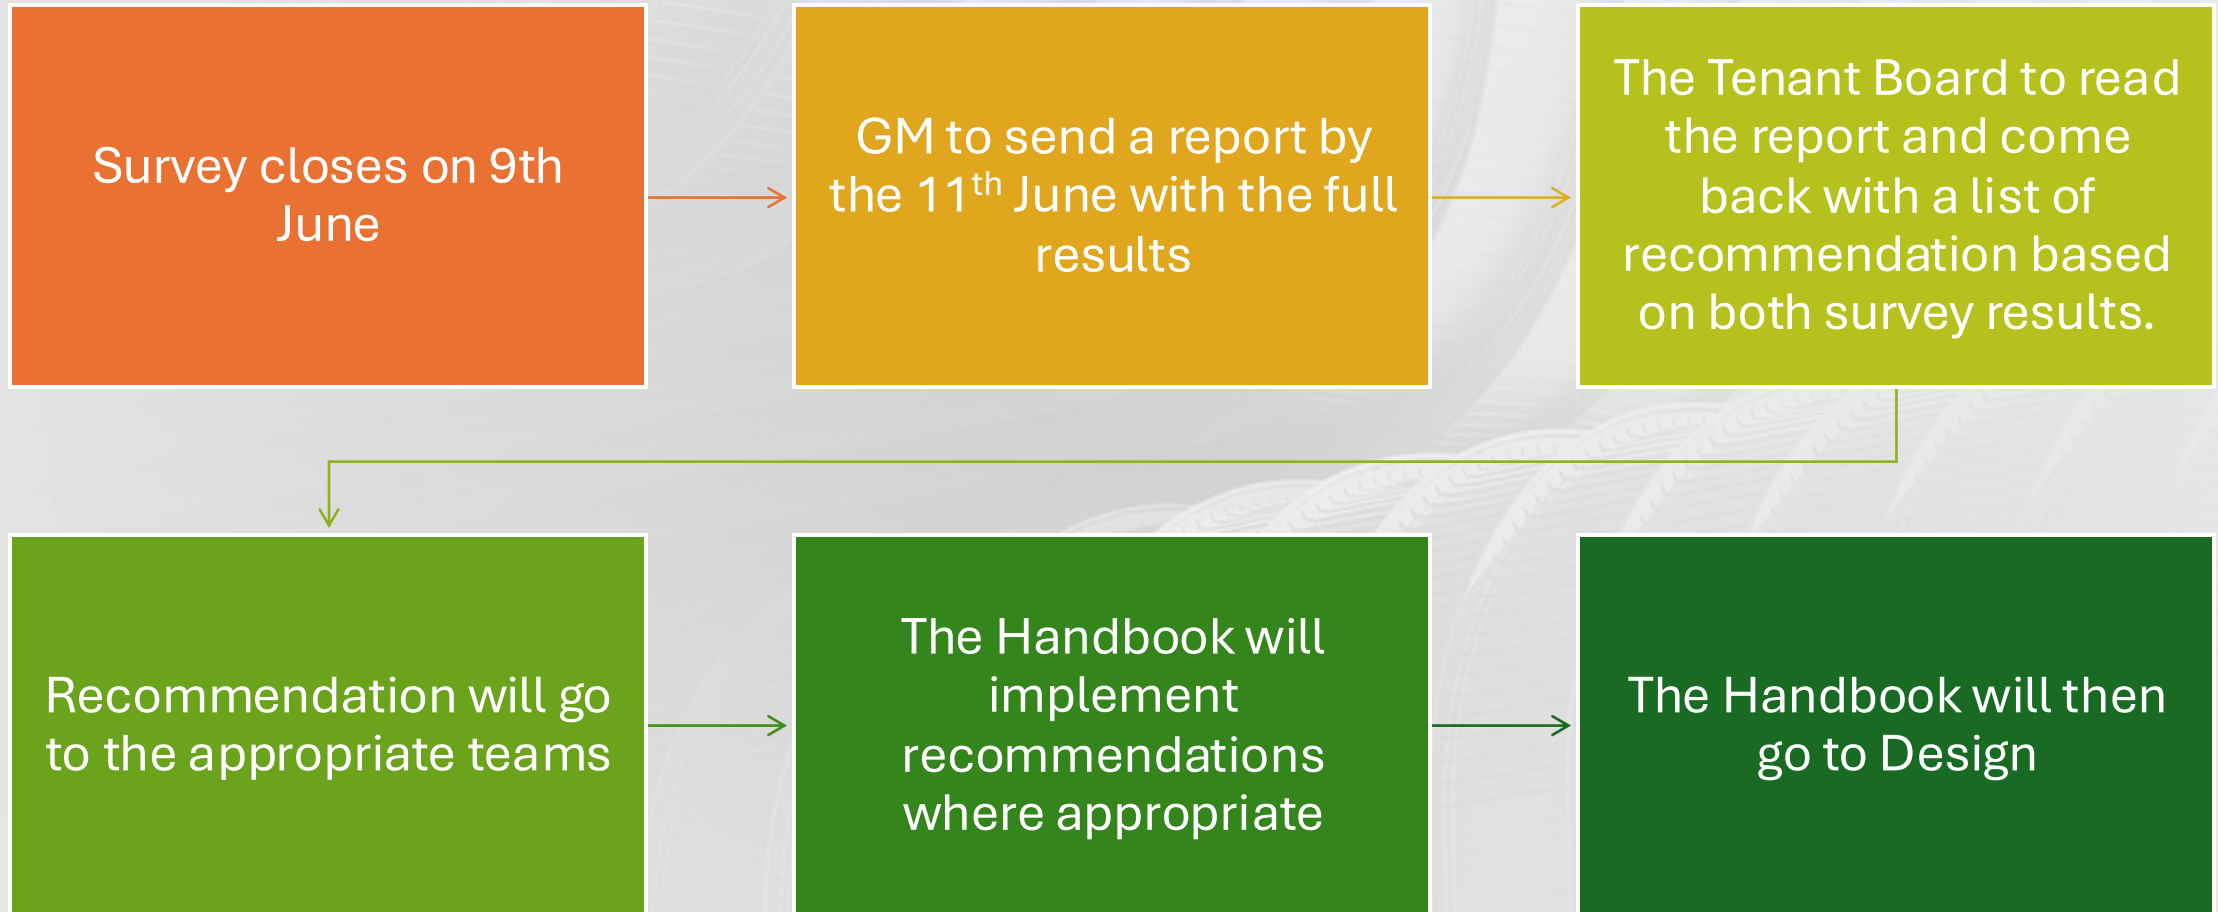 Survey closes on 9th
June
GM to send a report by
the 11th June with the full
results
The Tenant Board to read
the report and come
back with a list of
recommendation based
on both survey results.
Recommendation will go
to the appropriate teams
The Handbook will
implement
recommendations
where appropriate
The Handbook will then
go to Design